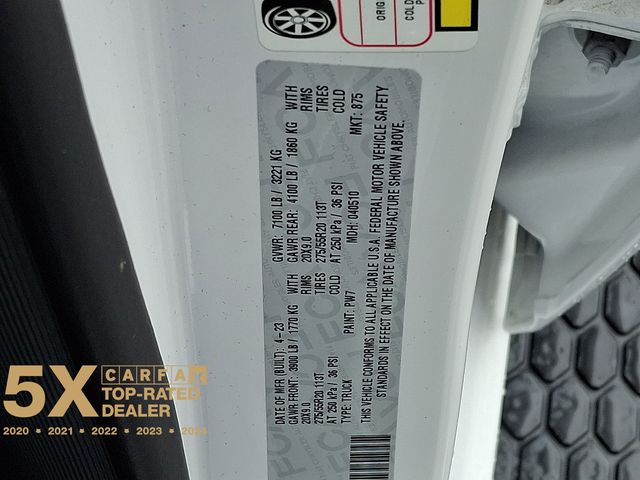 ORIG
COLD
DATE OF MFR (BUILT): 4-23 GVWR: 7100 LB / 3221 KG
GAWR FRONT: 3900 LB / 1770 KG WITH GAWR REAR: 4100 LB / 1860 KG WITH
20X9.0 RIMS 20X9.0 RIMS
275/55R20 113T TIRES 275/55R20 113T TIRES
AT 250 kPa / 36 PSI COLD AT 250 kPa / 36 PSI COLD
TYPE: TRUCK PAINT: PW7 MDH: 040510 MKT: 875
THIS VEHICLE CONFORMS TO ALL APPLICABLE U.S.A. FEDERAL MOTOR VEHICLE SAFETY
STANDARDS IN EFFECT ON THE DATE OF MANUFACTURE SHOWN ABOVE.
5X CARFAX
TOP-RATED
DEALER
2020 • 2021 • 2022 • 2023 • 2024